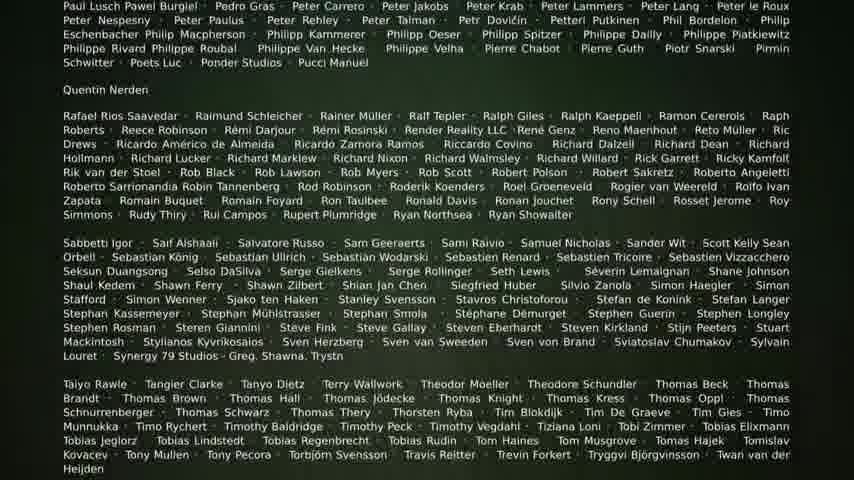 Paul Lusch Pawel Burgiel · Pedro Gras · Peter Carrero · Peter Jakobs · Peter Krab · Peter Lammers · Peter Lang · Peter le Roux
Peter Nespesny · Peter Paulus · Peter Rehley · Peter Talman · Petr Dovičín · Petteri Putkinen · Phil Bordelon · Philip
Eschenbacher Philip Macpherson · Philipp Kammerer · Philipp Oeser · Philipp Spitzer · Philippe Dailly · Philippe Piatkiewitz
Philippe Rivard Philippe Roubal · Philippe Van Hecke · Philippe Velha · Pierre Chabot · Pierre Guth · Piotr Snarski · Pirmin
Schwitter · Poets Luc · Ponder Studios · Pucci Manuel
Quentin Nerden
Rafael Rios Saavedar · Raimund Schleicher · Rainer Müller · Ralf Tepler · Ralph Giles · Ralph Kaeppeli · Ramon Cererols · Raph
Roberts · Reece Robinson · Rémi Darjour · Rémi Rosinski · Render Reality LLC · René Genz · Reno Maenhout · Reto Müller · Ric
Drews · Ricardo Américo de Almeida · Ricardo Zamora Ramos · Riccardo Covino · Richard Dalzell · Richard Dean · Richard
Hollmann · Richard Lucker · Richard Marklew · Richard Nixon · Richard Walmsley · Richard Willard · Rick Garrett · Ricky Kamfolt
Rik van der Stoel · Rob Black · Rob Lawson · Rob Myers · Rob Scott · Robert Polson · Robert Sakretz · Roberto Angeletti
Roberto Sarrionandia Robin Tannenberg · Rod Robinson · Roderik Koenders · Roel Groeneveld · Rogier van Weereld · Rolfo Ivan
Zapata · Romain Buquet · Romain Foyard · Ron Taulbee · Ronald Davis · Ronan Jouchet · Rony Schell · Rosset Jerome · Roy
Simmons · Rudy Thiry · Rui Campos · Rupert Plumridge · Ryan Northsea · Ryan Showalter
Sabbetti Igor · Saif Alshaaii · Salvatore Russo · Sam Geeraerts · Sami Raivio · Samuel Nicholas · Sander Wit · Scott Kelly Sean
Orbell · Sebastian König · Sebastian Ullrich · Sebastian Wodarski · Sebastien Renard · Sebastien Tricoire · Sebastien Vizzacchero
Seksun Duangsong · Selso DaSilva · Serge Gielkens · Serge Rollinger · Seth Lewis · Séverin Lemaignan · Shane Johnson
Shaul Kedem · Shawn Ferry · Shawn Zilbert · Shian Jan Chen · Siegfried Huber · Silvio Zanola · Simon Haegler · Simon
Stafford · Simon Wenner · Sjako ten Haken · Stanley Svensson · Stavros Christoforou · Stefan de Konink · Stefan Langer
Stephan Kassemeyer · Stephan Mühlstrasser · Stephan Smola · Stéphane Démurget · Stephen Guerin · Stephen Longley
Stephen Rosman · Steren Giannini · Steve Fink · Steve Gallay · Steven Eberhardt · Steven Kirkland · Stijn Peeters · Stuart
Mackintosh · Stylianos Kyvrikosaios · Sven Herzberg · Sven van Sweeden · Sven von Brand · Sviatoslav Chumakov · Sylvain
Louret · Synergy 79 Studios - Greg. Shawna. Trystn
Taiyo Rawle · Tangier Clarke · Tanyo Dietz · Terry Wallwork · Theodor Moeller · Theodore Schundler · Thomas Beck · Thomas
Brandt · Thomas Brown · Thomas Hall · Thomas Jödecke · Thomas Knight · Thomas Kress · Thomas Oppl · Thomas
Schnurrenberger · Thomas Schwarz · Thomas Thery · Thorsten Ryba · Tim Blokdijk · Tim De Graeve · Tim Gies · Timo
Munnukka · Timo Rychert · Timothy Baldridge · Timothy Peck · Timothy Vegdahl · Tiziana Loni · Tobi Zimmer · Tobias Elixmann
Tobias Jeglorz · Tobias Lindstedt · Tobias Regenbrecht · Tobias Rudin · Tom Haines · Tom Musgrove · Tomas Hajek · Tomislav
Kovacev · Tony Mullen · Tony Pecora · Torbjörn Svensson · Travis Reitter · Trevin Forkert · Tryggvi Björgvinsson · Twan van der
Heijden